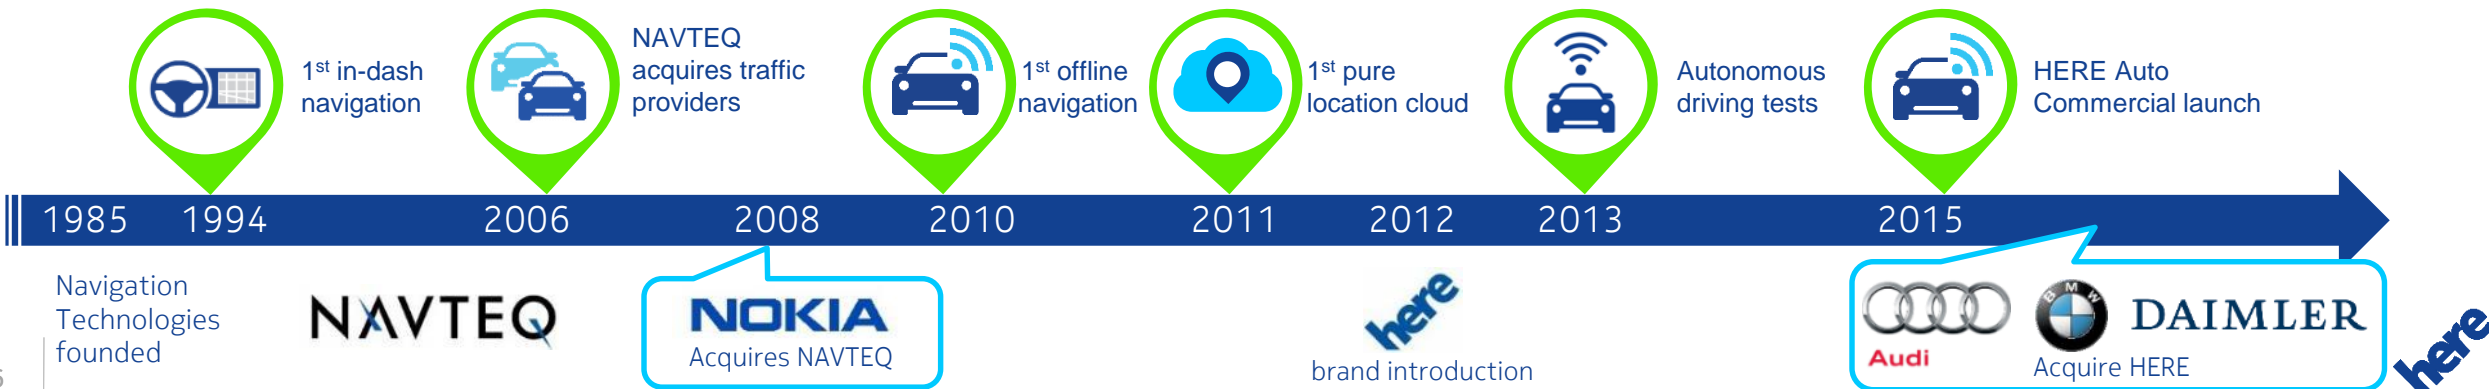 1st in-dash
navigation
NAVTEQ
acquires traffic
providers
1st offline
navigation
1st pure
location cloud
Autonomous
driving tests
HERE Auto
Commercial launch
1985 1994 2006 2008 2010 2011 2012 2013 2015
Navigation
Technologies
founded
NAVTEQ
NOKIA
Acquires NAVTEQ
here
brand introduction
Audi
BMW
DAIMLER
Acquire HERE
here